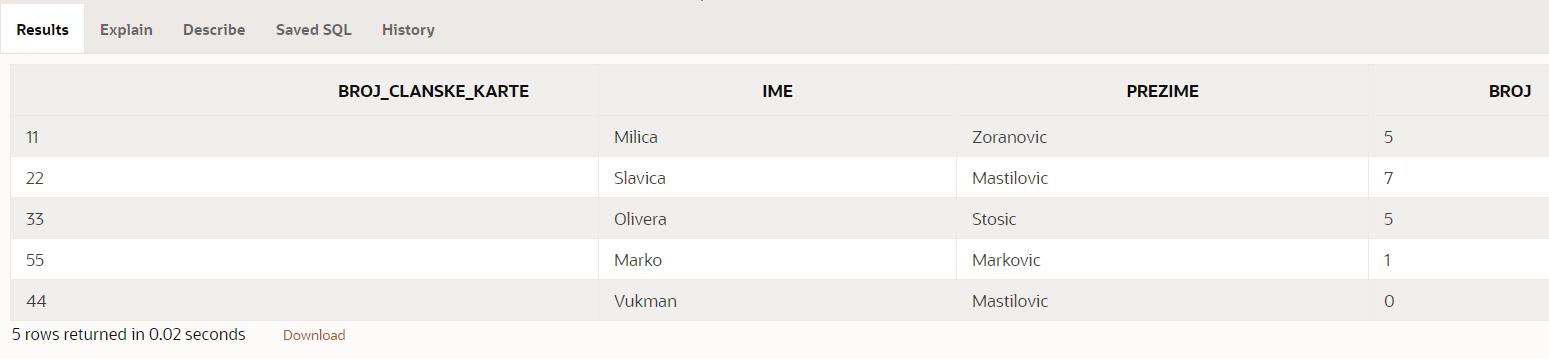 Results Explain Describe Saved SQL History
BROJ_CLANSKE_KARTE IME PREZIME BROJ
11 Milica Zoranovic 5
22 Slavica Mastilovic 7
33 Olivera Stosic 5
55 Marko Markovic 1
44 Vukman Mastilovic 0
5 rows returned in 0.02 seconds Download